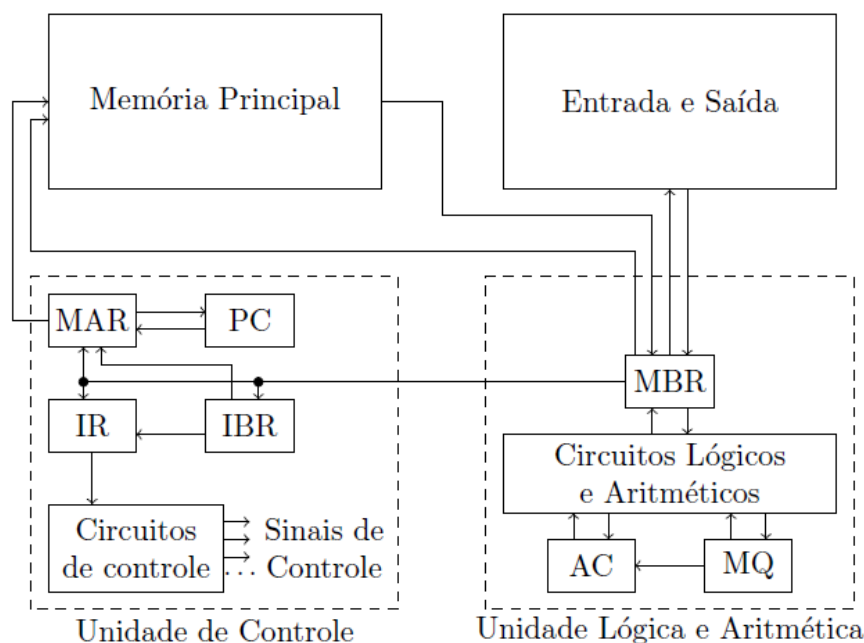 Memória Principal
Entrada e Saída
MAR
PC
MBR
IR
IBR
Circuitos Lógicos
e Aritméticos
Circuitos
de controle
Sinais de
... Controle
AC
MQ
Unidade de Controle
Unidade Lógica e Aritmética